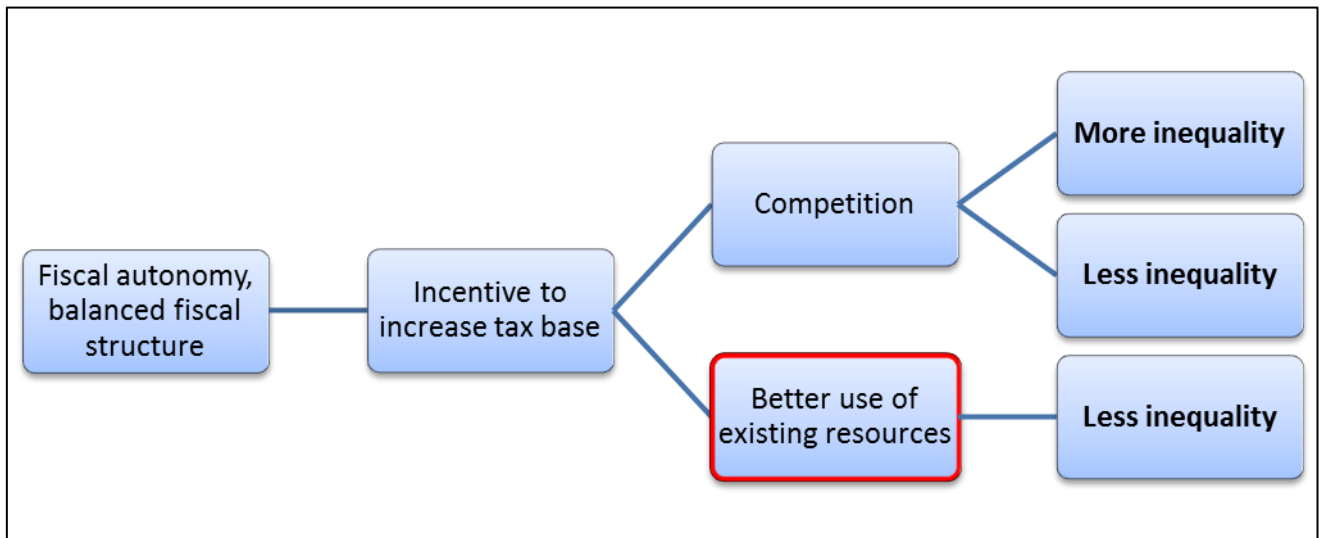 Fiscal autonomy,
balanced fiscal
structure
Incentive to
increase tax base
Competition
Better use of
existing resources
More inequality
Less inequality
Less inequality